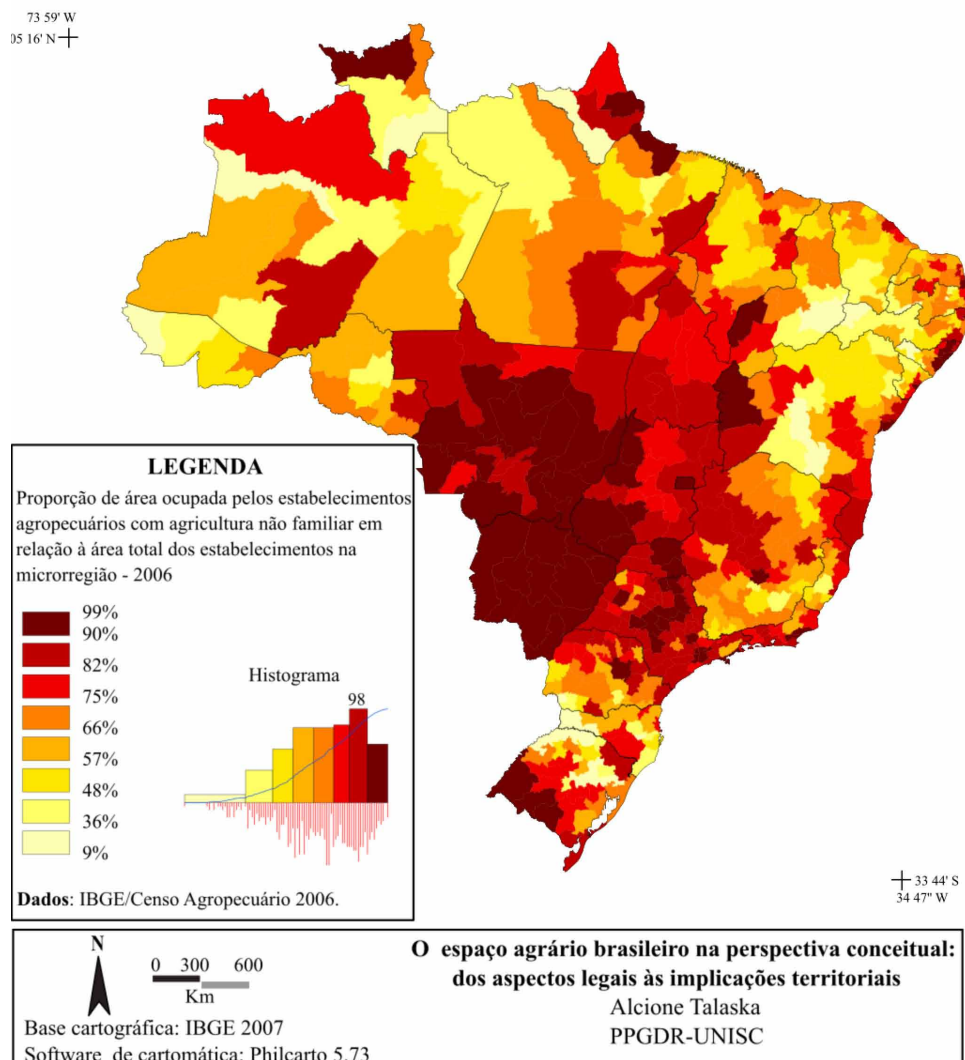 73 59' W
05 16' N
LEGENDA
Proporção de área ocupada pelos estabelecimentos
agropecuários com agricultura não familiar em
relação à área total dos estabelecimentos na
microrregião - 2006
99%
90%
82%
75%
66%
57%
48%
36%
9%
Histograma
98
Dados: IBGE/Censo Agropecuário 2006.
33 44' S
34 47" W
N
0 300 600
Km
Base cartográfica: IBGE 2007
Software de cartomática: Philcarto 5.73
O espaço agrário brasileiro na perspectiva conceitual:
dos aspectos legais às implicações territoriais
Alcione Talaska
PPGDR-UNISC